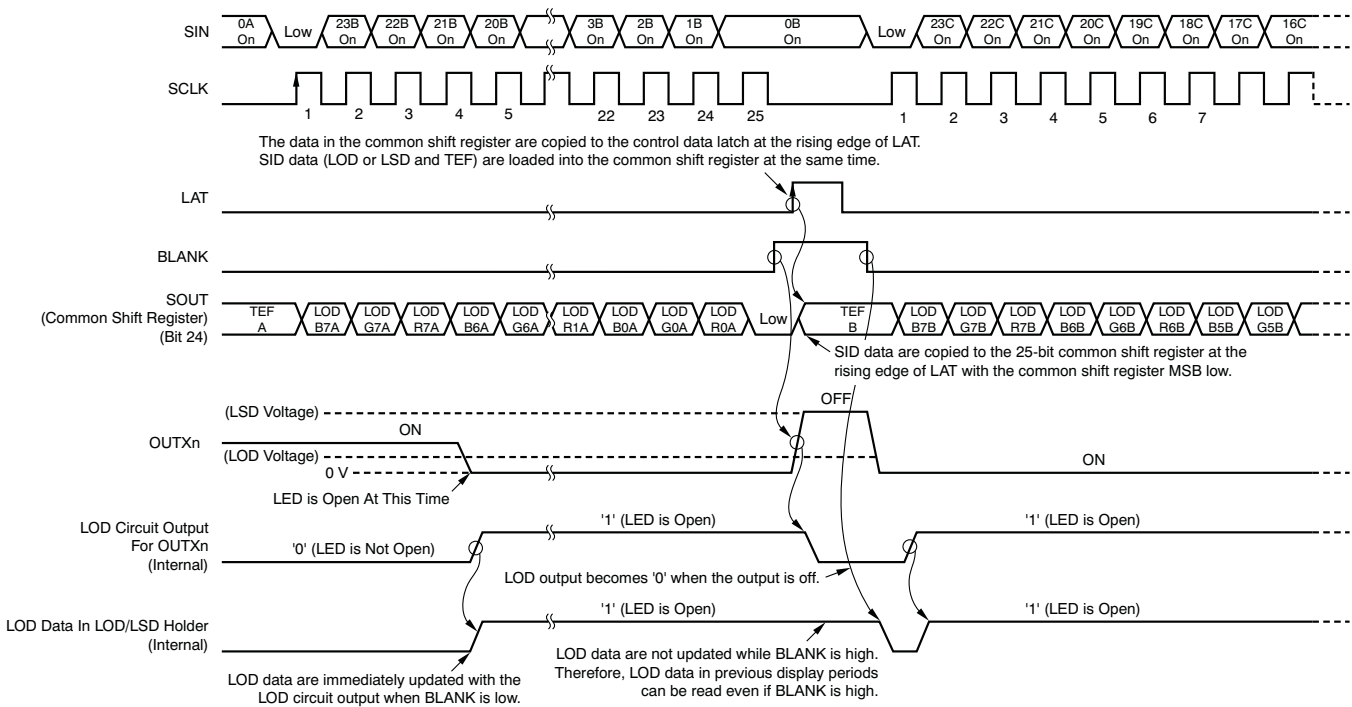 SIN
0A On
Low
23B On
22B On
21B On
20B On
3B On
2B On
1B On
0B On
Low
23C On
22C On
21C On
20C On
19C On
18C On
17C On
16C On
SCLK
1 2 3 4 5 22 23 24 25 1 2 3 4 5 6 7
The data in the common shift register are copied to the control data latch at the rising edge of LAT.
SID data (LOD or LSD and TEF) are loaded into the common shift register at the same time.
LAT
BLANK
SOUT
(Common Shift Register)
(Bit 24)
TEF A
LOD B7A
LOD G7A
LOD R7A
LOD B6A
LOD G6A
LOD R1A
LOD B0A
LOD G0A
LOD R0A
Low
TEF B
LOD B7B
LOD G7B
LOD R7B
LOD B6B
LOD G6B
LOD R6B
LOD B5B
LOD G5B
SID data are copied to the 25-bit common shift register at the
rising edge of LAT with the common shift register MSB low.
OUTXn
(LSD Voltage)
OFF
ON
(LOD Voltage)
ON
0 V
LED is Open At This Time
LOD Circuit Output
For OUTXn
(Internal)
'0' (LED is Not Open)
'1' (LED is Open)
'1' (LED is Open)
LOD output becomes '0' when the output is off.
LOD Data In LOD/LSD Holder
(Internal)
'1' (LED is Open)
'1' (LED is Open)
LOD data are immediately updated with the
LOD circuit output when BLANK is low.
LOD data are not updated while BLANK is high.
Therefore, LOD data in previous display periods
can be read even if BLANK is high.